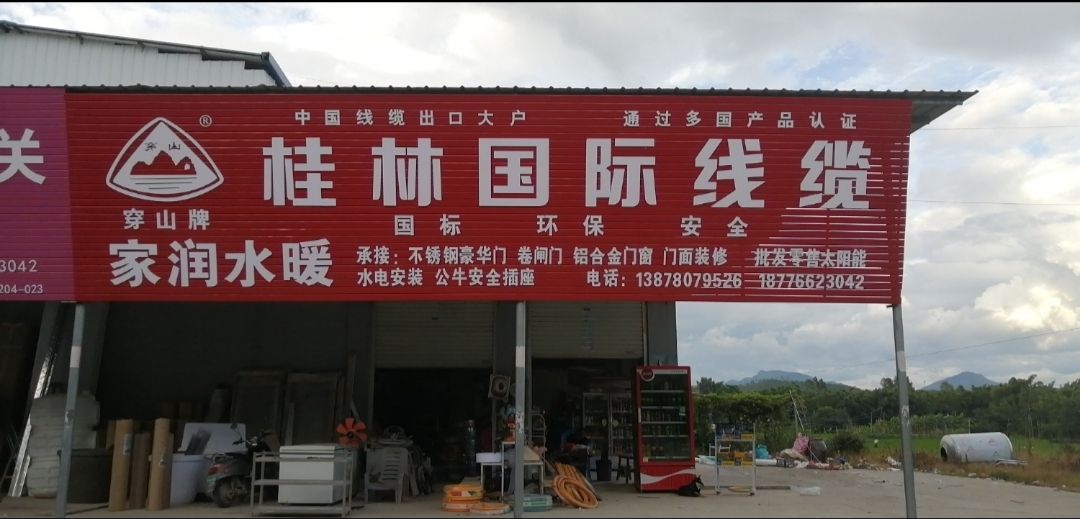 中国线缆出口大户 通过多国产品认证
穿山
®
桂林国际线缆
穿山牌
国标 环保 安全
家润水暖
承接：不锈钢豪华门 卷闸门 铝合金门窗 门面装修 批发零售太阳能
水电安装 公牛安全插座 电话：13878079526 18776623042
关
3042
204-023